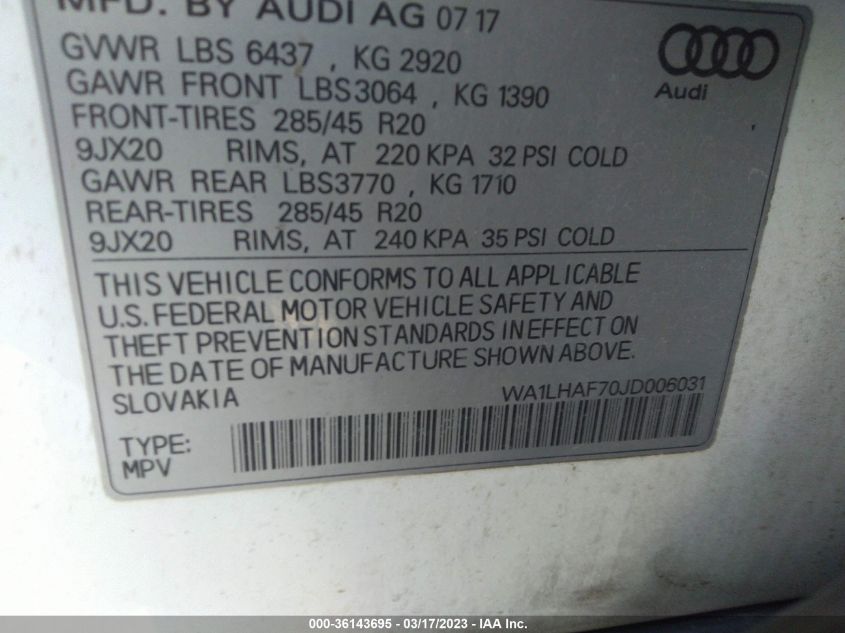 MFD. BY AUDI AG 07 17
GVWR LBS 6437 , KG 2920
GAWR FRONT LBS3064 , KG 1390
FRONT-TIRES 285/45 R20
9JX20 RIMS, AT 220 KPA 32 PSI COLD
GAWR REAR LBS3770 , KG 1710
REAR-TIRES 285/45 R20
9JX20 RIMS, AT 240 KPA 35 PSI COLD
Audi
THIS VEHICLE CONFORMS TO ALL APPLICABLE
U.S. FEDERAL MOTOR VEHICLE SAFETY AND
THEFT PREVENTION STANDARDS IN EFFECT ON
THE DATE OF MANUFACTURE SHOWN ABOVE.
SLOVAKIA WA1LHAF70JD006031
TYPE:
MPV
000-36143695 - 03/17/2023 - IAA Inc.